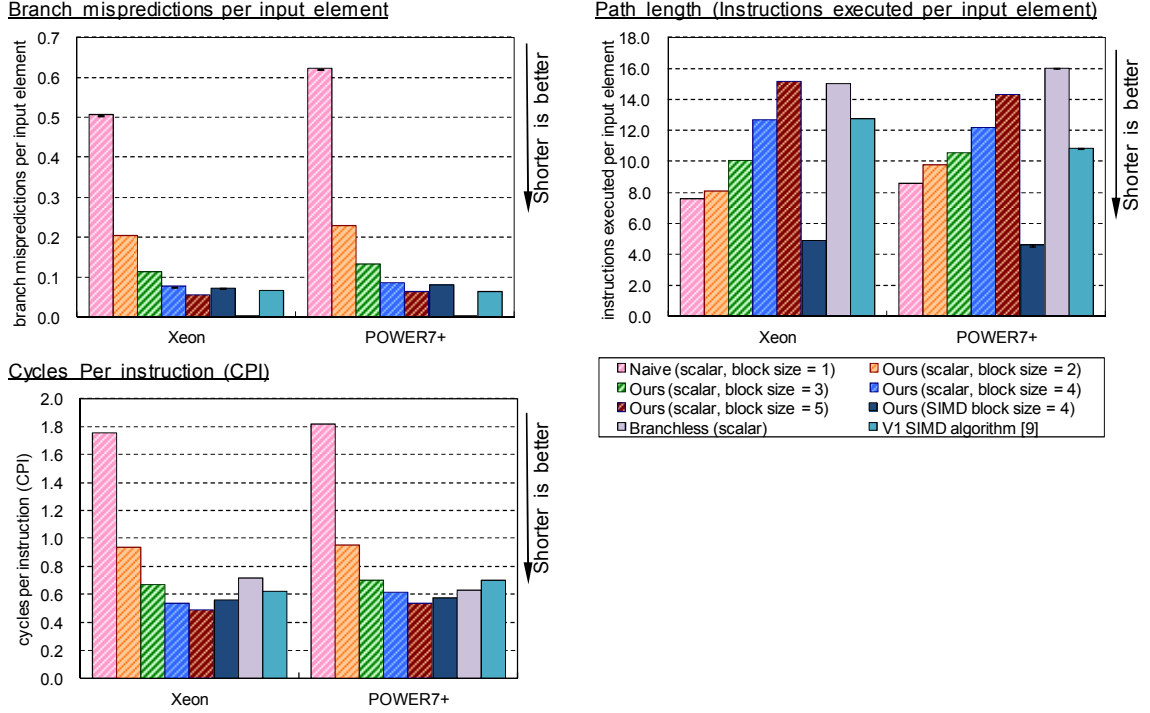 Branch mispredictions per input element
branch mispredictions per input element
0.7
0.6
0.5
0.4
0.3
0.2
0.1
0.0
Xeon
POWER7+
Shorter is better
Path length (Instructions executed per input element)
instructions executed per input element
18.0
16.0
14.0
12.0
10.0
8.0
6.0
4.0
2.0
0.0
Xeon
POWER7+
Shorter is better
Cycles Per instruction (CPI)
cycles per instruction (CPI)
2.0
1.8
1.6
1.4
1.2
1.0
0.8
0.6
0.4
0.2
0.0
Xeon
POWER7+
Shorter is better
Naive (scalar, block size = 1)
Ours (scalar, block size = 2)
Ours (scalar, block size = 3)
Ours (scalar, block size = 4)
Ours (scalar, block size = 5)
Ours (SIMD block size = 4)
Branchless (scalar)
V1 SIMD algorithm [9]